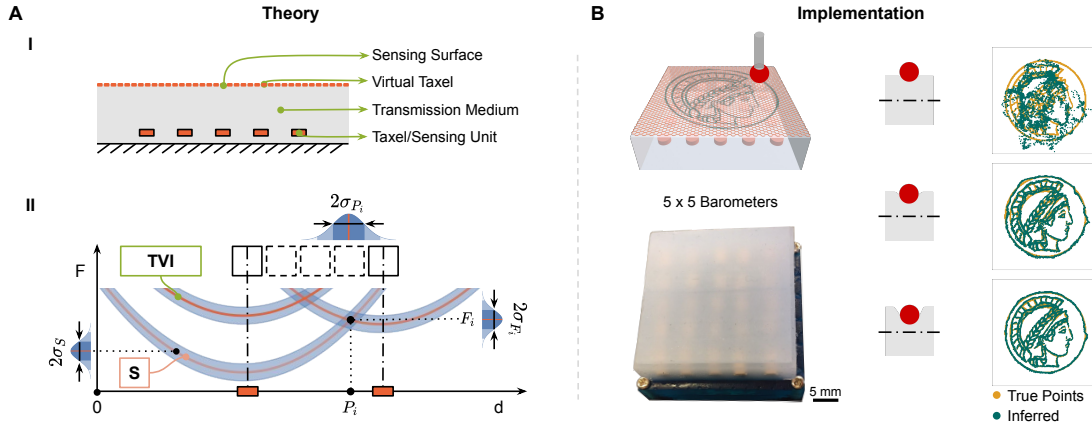 A
Theory
I
Sensing Surface
Virtual Taxel
Transmission Medium
Taxel/Sensing Unit
II
2σ_{P_i}
TVI
F
F_i
2σ_{F_i}
2σ_S
S
0
P_i
d
B
Implementation
5 x 5 Barometers
5 mm
True Points
Inferred